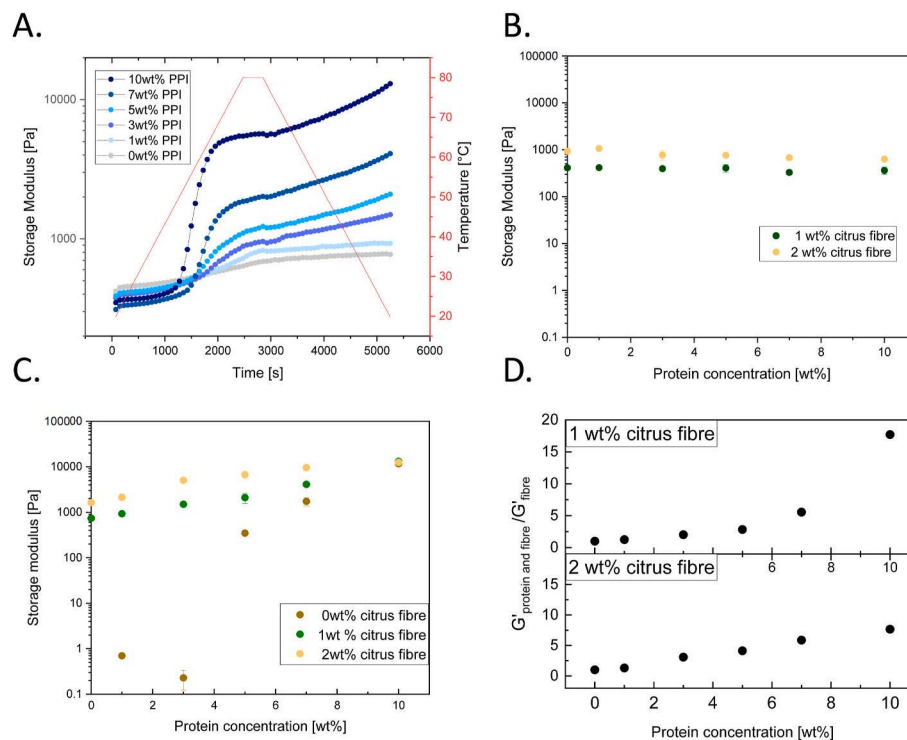 A.
10wt% PPI
7wt% PPI
5wt% PPI
3wt% PPI
1wt% PPI
0wt% PPI
10000
1000
Storage Modulus [Pa]
80
70
60
50
40
30
20
Temperature [°C]
0 1000 2000 3000 4000 5000 6000
Time [s]
B.
100000
10000
1000
100
10
1
0.1
Storage Modulus [Pa]
1 wt% citrus fibre
2 wt% citrus fibre
0 2 4 6 8 10
Protein concentration [wt%]
C.
100000
10000
1000
100
10
1
0.1
Storage modulus [Pa]
0wt% citrus fibre
1wt % citrus fibre
2wt% citrus fibre
0 2 4 6 8 10
Protein concentration [wt%]
D.
1 wt% citrus fibre
20
15
10
5
0
6 8 10
2 wt% citrus fibre
15
10
5
0
G'protein and fibre/G'fibre
0 2 4 6 8 10
Protein concentration [wt%]